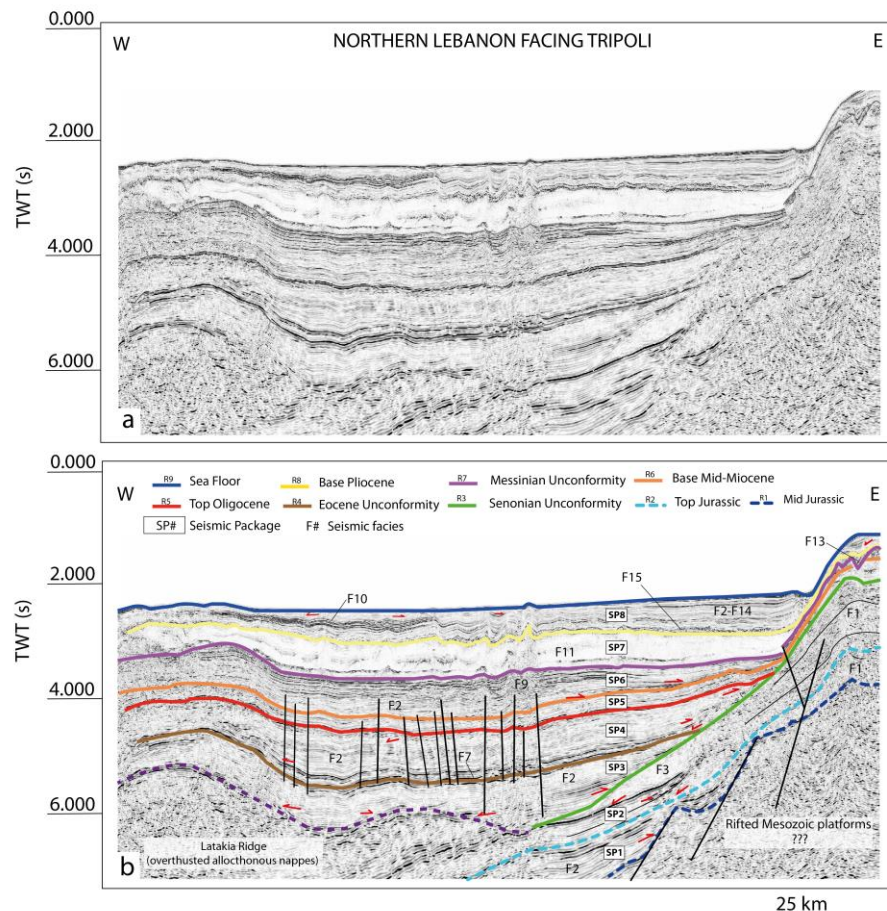 0.000
W
NORTHERN LEBANON FACING TRIPOLI
E
2.000
TWT (s)
4.000
6.000
a
0.000
W
E
R9 Sea Floor
R8 Base Pliocene
R7 Messinian Unconformity
R6 Base Mid-Miocene
R5 Top Oligocene
R4 Eocene Unconformity
R3 Senonian Unconformity
R2 Top Jurassic
R1 Mid Jurassic
SP# Seismic Package
F# Seismic facies
F13
2.000
F10
F15
F2-F14
SP8
F1
TWT (s)
F11
SP7
F1
F9
SP6
4.000
F2
SP5
F2
SP4
F7
F2
SP3
F3
6.000
SP2
Rifted Mesozoic platforms
???
Latakia Ridge
(overthusted allocthonous nappes)
SP1
F2
b
25 km